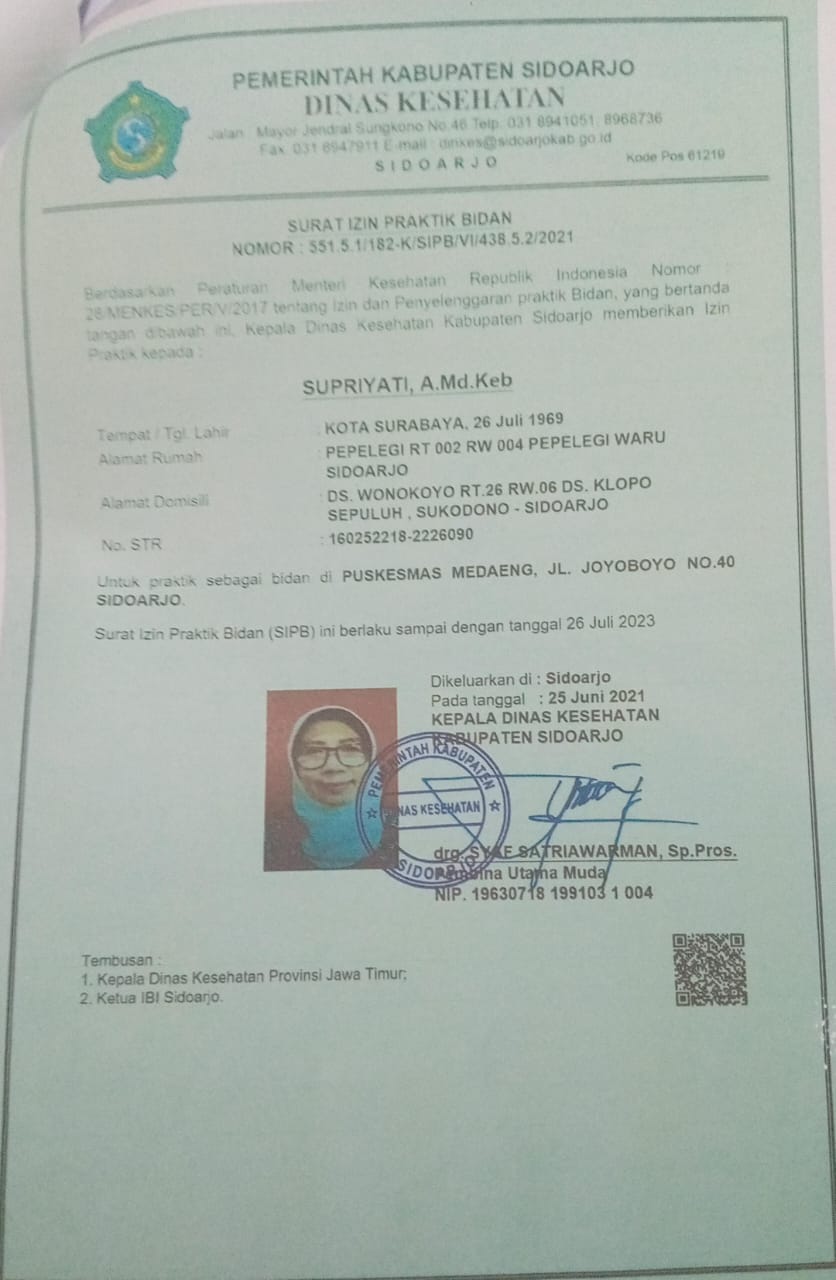 PEMERINTAH KABUPATEN SIDOARJO
DINAS KESEHATAN
Jalan : Mayor Jendral Sungkono No.46 Telp. 031 8941051, 8968736
Fax. 031 8947911 E-mail : dinkes@sidoarjokab.go.id
SIDOARJO Kode Pos 61219
SURAT IZIN PRAKTIK BIDAN
NOMOR : 551.5.1/182-K/SIPB/VI/438.5.2/2021
Berdasarkan Peraturan Menteri Kesehatan Republik Indonesia Nomor :
28/MENKES/PER/V/2017 tentang Izin dan Penyelenggaran praktik Bidan, yang bertanda
tangan dibawah ini, Kepala Dinas Kesehatan Kabupaten Sidoarjo memberikan Izin
Praktik kepada :
SUPRIYATI, A.Md.Keb
Tempat / Tgl. Lahir : KOTA SURABAYA, 26 Juli 1969
Alamat Rumah : PEPELEGI RT 002 RW 004 PEPELEGI WARU
SIDOARJO
Alamat Domisili : DS. WONOKOYO RT.26 RW.06 DS. KLOPO
SEPULUH , SUKODONO - SIDOARJO
No. STR : 160252218-2226090
Untuk praktik sebagai bidan di PUSKESMAS MEDAENG, JL. JOYOBOYO NO.40
SIDOARJO.
Surat Izin Praktik Bidan (SIPB) ini berlaku sampai dengan tanggal 26 Juli 2023
Dikeluarkan di : Sidoarjo
Pada tanggal : 25 Juni 2021
KEPALA DINAS KESEHATAN
KABUPATEN SIDOARJO
PEMERINTAH KABUPATEN
DINAS KESEHATAN
SIDOARJO
drg. SYAF SATRIAWARMAN, Sp.Pros.
Pembina Utama Muda
NIP. 19630718 199103 1 004
Tembusan :
1. Kepala Dinas Kesehatan Provinsi Jawa Timur;
2. Ketua IBI Sidoarjo.